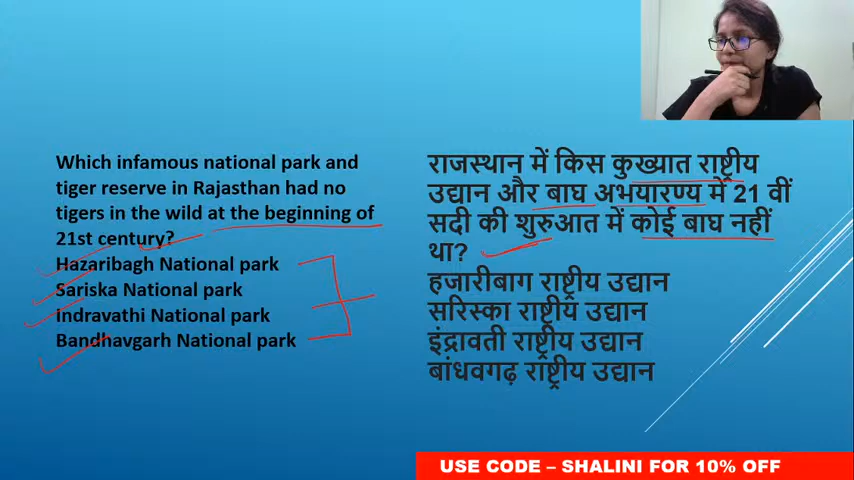 Which infamous national park and
tiger reserve in Rajasthan had no
tigers in the wild at the beginning of
21st century?
Hazaribagh National park
Sariska National park
Indravathi National park
Bandhavgarh National park
राजस्थान में किस कुख्यात राष्ट्रीय
उद्यान और बाघ अभयारण्य में 21 वीं
सदी की शुरुआत में कोई बाघ नहीं
था?
हजारीबाग राष्ट्रीय उद्यान
सरिस्का राष्ट्रीय उद्यान
इंद्रावती राष्ट्रीय उद्यान
बांधवगढ़ राष्ट्रीय उद्यान
USE CODE – SHALINI FOR 10% OFF